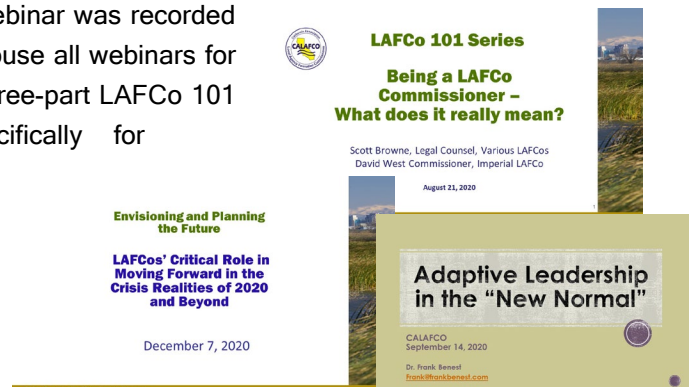 ebinar was recorded
ouse all webinars for
ree-part LAFCo 101
cifically for
CALAFCO
LAFCo 101 Series
Being a LAFCo
Commissioner –
What does it really mean?
Scott Browne, Legal Counsel, Various LAFCos
David West Commissioner, Imperial LAFCo
August 21, 2020
Envisioning and Planning
the Future
LAFCos' Critical Role in
Moving Forward in the
Crisis Realities of 2020
and Beyond
December 7, 2020
Adaptive Leadership
in the “New Normal”
CALAFCO
September 14, 2020
Dr. Frank Benest
Frank@frankbenest.com